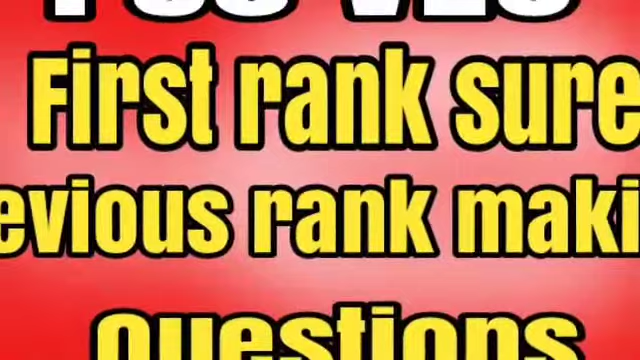 First rank sure
evious rank maki
questions